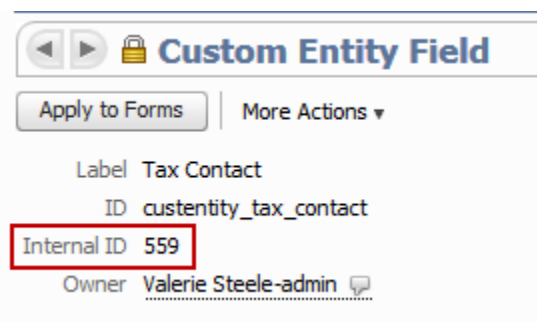 Custom Entity Field
Apply to Forms More Actions
Label Tax Contact
ID custentity_tax_contact
Internal ID 559
Owner Valerie Steele-admin